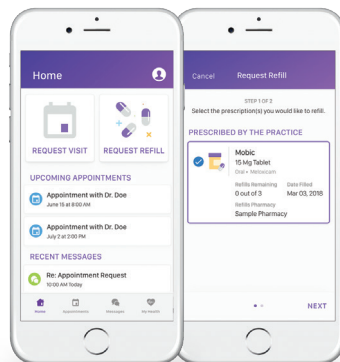 Home
REQUEST VISIT
REQUEST REFILL
UPCOMING APPOINTMENTS
Appointment with Dr. Doe
June 15 at 8:00 AM
Appointment with Dr. Doe
July 2 at 2:00 PM
RECENT MESSAGES
Re: Appointment Request
10:00 AM Today
Home
Appointments
Messages
My Health
Cancel
Request Refill
STEP 1 OF 2
Select the prescription(s) you would like to refill.
PRESCRIBED BY THE PRACTICE
Mobic
15 Mg Tablet
Oral • Meloxicam
Refills Remaining
Date Filled
0 out of 3
Mar 03, 2018
Refills Pharmacy
Sample Pharmacy
NEXT